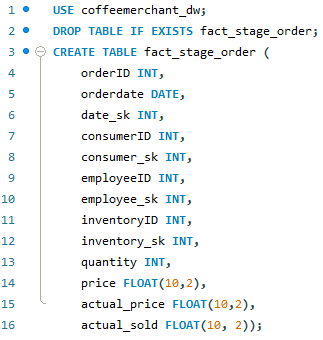 1 USE coffeemerchant_dw;
2 DROP TABLE IF EXISTS fact_stage_order;
3 CREATE TABLE fact_stage_order (
4 orderID INT,
5 orderdate DATE,
6 date_sk INT,
7 consumerID INT,
8 consumer_sk INT,
9 employeeID INT,
10 employee_sk INT,
11 inventoryID INT,
12 inventory_sk INT,
13 quantity INT,
14 price FLOAT(10,2),
15 actual_price FLOAT(10,2),
16 actual_sold FLOAT(10, 2));